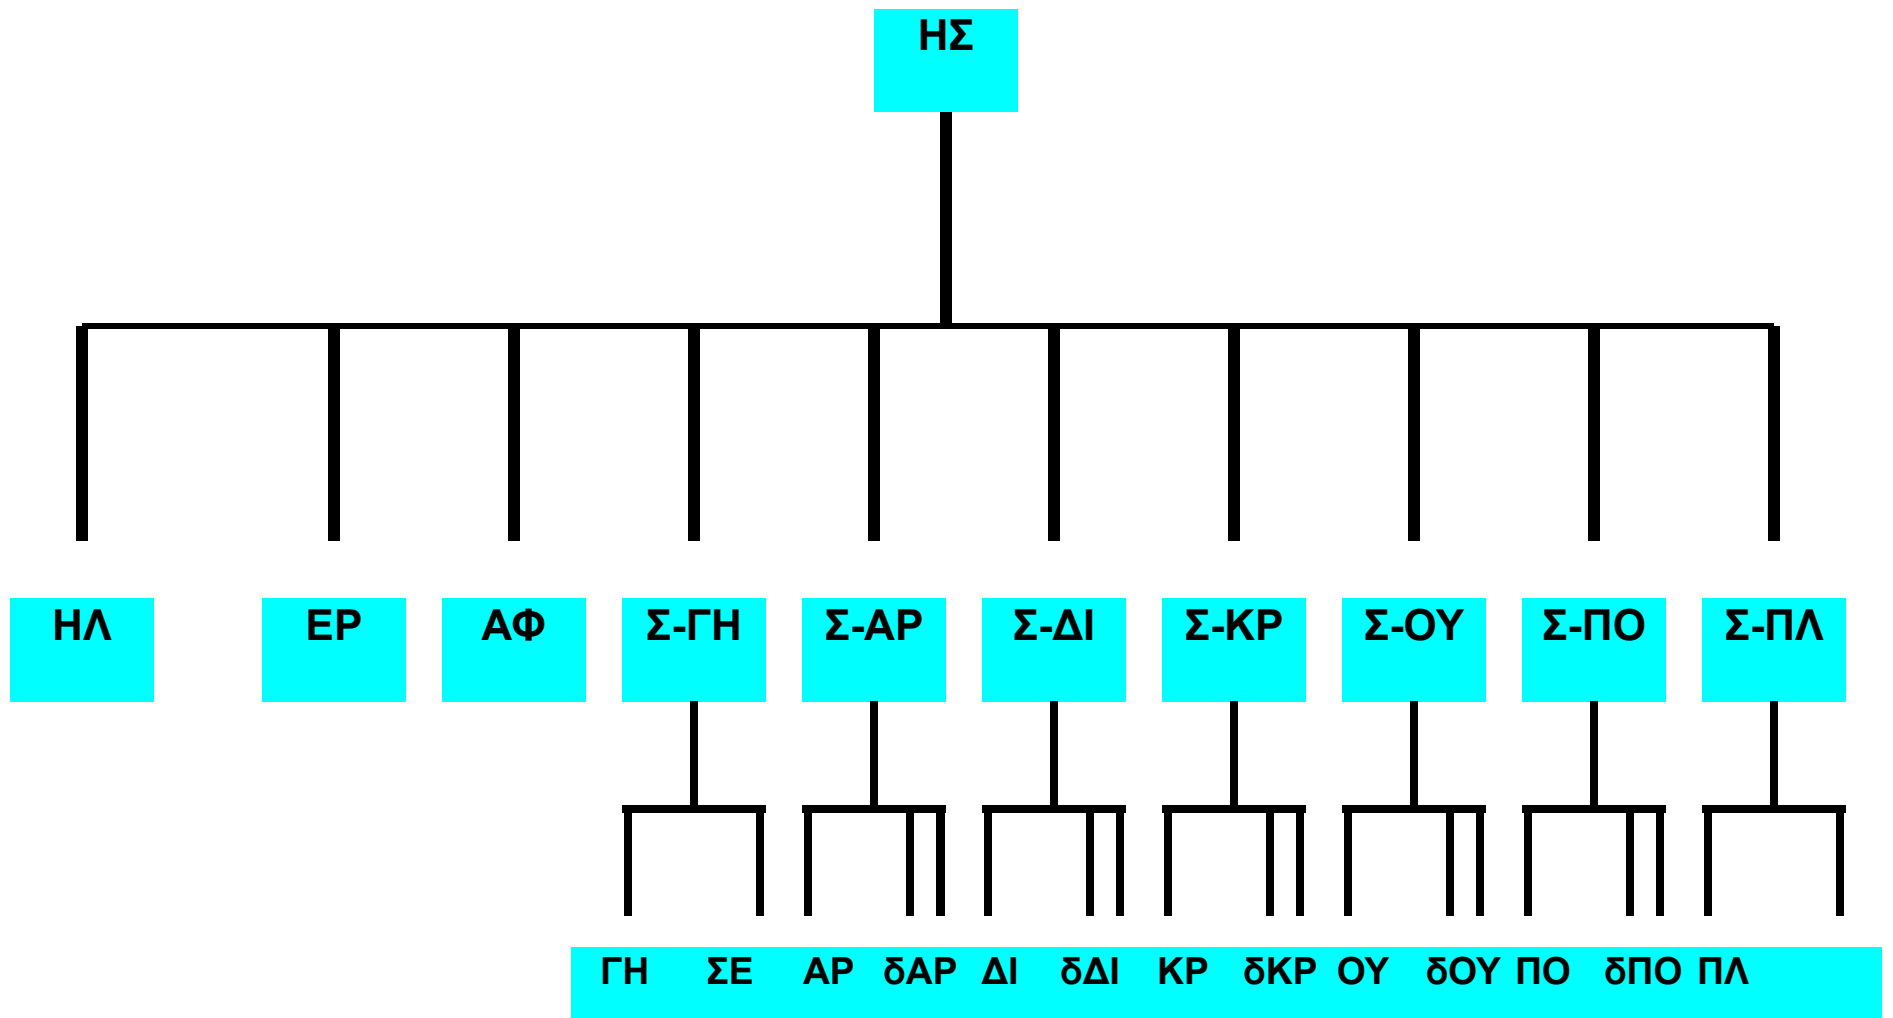 ΗΣ
ΗΛ ΕΡ ΑΦ Σ-ΓΗ Σ-ΑΡ Σ-ΔΙ Σ-ΚΡ Σ-ΟΥ Σ-ΠΟ Σ-ΠΛ
ΓΗ ΣΕ ΑΡ δΑΡ ΔΙ δΔΙ ΚΡ δΚΡ ΟΥ δΟΥ ΠΟ δΠΟ ΠΛ